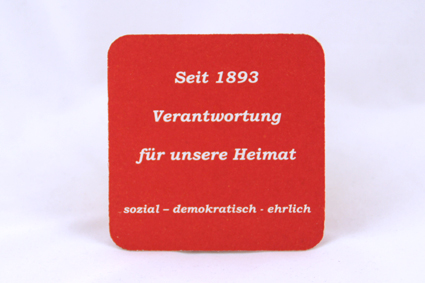 Seit 1893
Verantwortung
für unsere Heimat
sozial – demokratisch - ehrlich